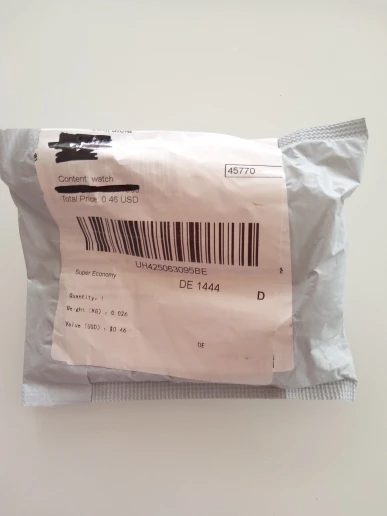 45770
Content: watch
Total Price: 0.46 USD
UH425063095BE
Super Economy
DE 1444
D
Quantity: 1
Weight (KG) : 0.026
Value (USD) : $0.46
DE